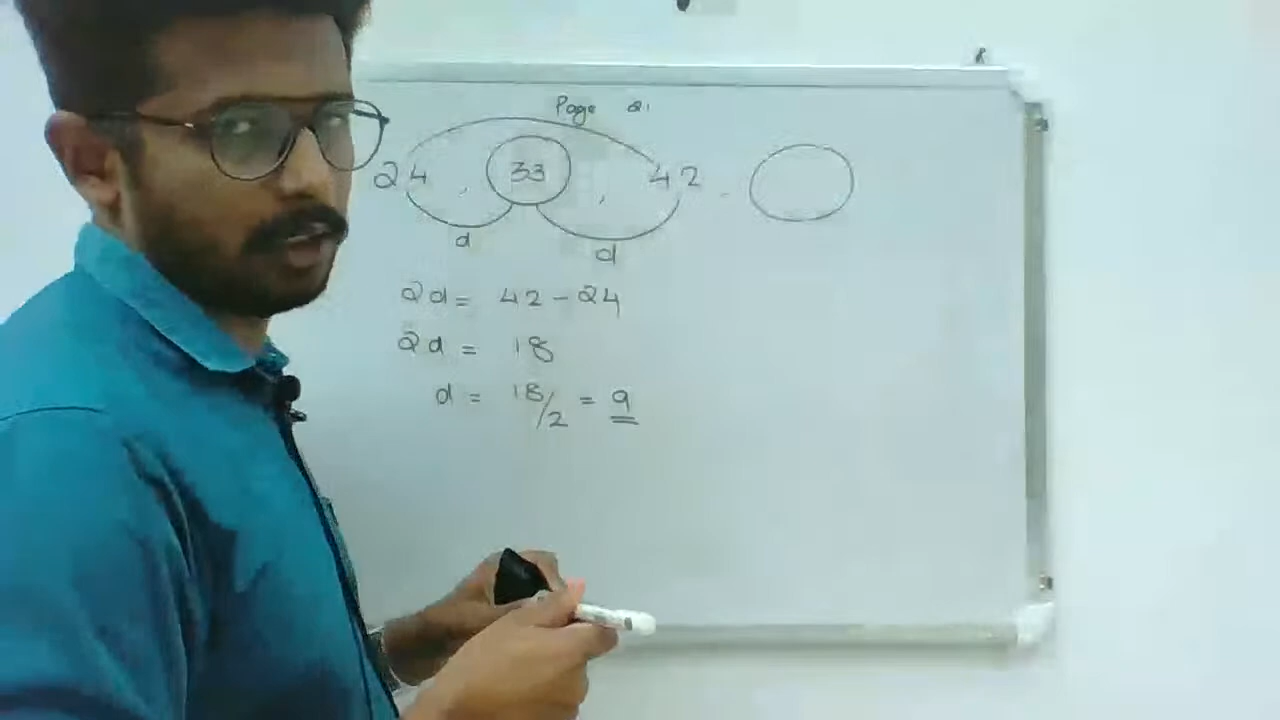 Page 21
24 , 33 , 42 ,
d d
2d = 42 - 24
2d = 18
d = 18/2 = 9